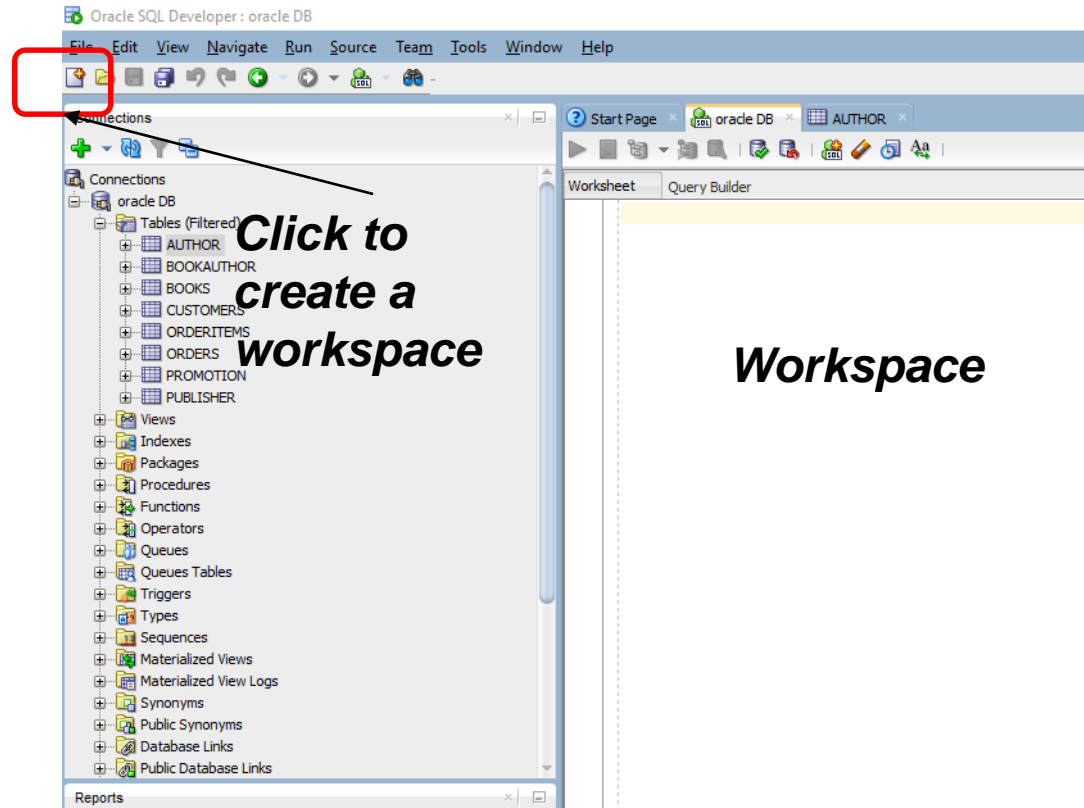 Oracle SQL Developer : oracle DB
File Edit View Navigate Run Source Team Tools Window Help
Connections
Start Page oracle DB AUTHOR
Connections
Worksheet Query Builder
oracle DB
Tables (Filtered)
AUTHOR
BOOKAUTHOR
BOOKS
CUSTOMERS
ORDERITEMS
ORDERS
PROMOTION
PUBLISHER
Click to
create a
workspace
Workspace
Views
Indexes
Packages
Procedures
Functions
Operators
Queues
Queues Tables
Triggers
Types
Sequences
Materialized Views
Materialized View Logs
Synonyms
Public Synonyms
Database Links
Public Database Links
Reports